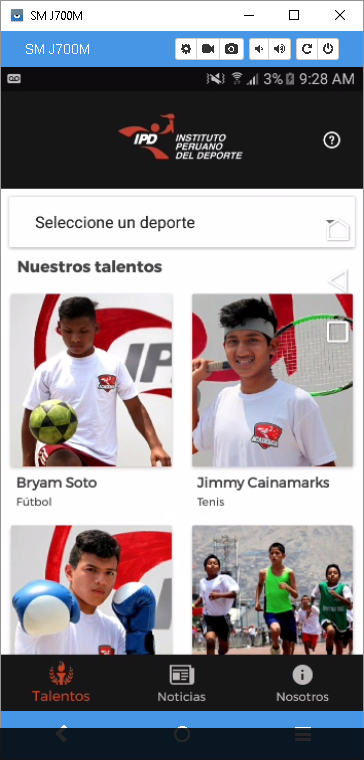 SM J700M
SM J700M
3% 9:28 AM
IPD INSTITUTO
PERUANO
DEL DEPORTE
Seleccione un deporte
Nuestros talentos
IPD
Bryam Soto
Fútbol
Jimmy Cainamarks
Tenis
Talentos
Noticias
Nosotros